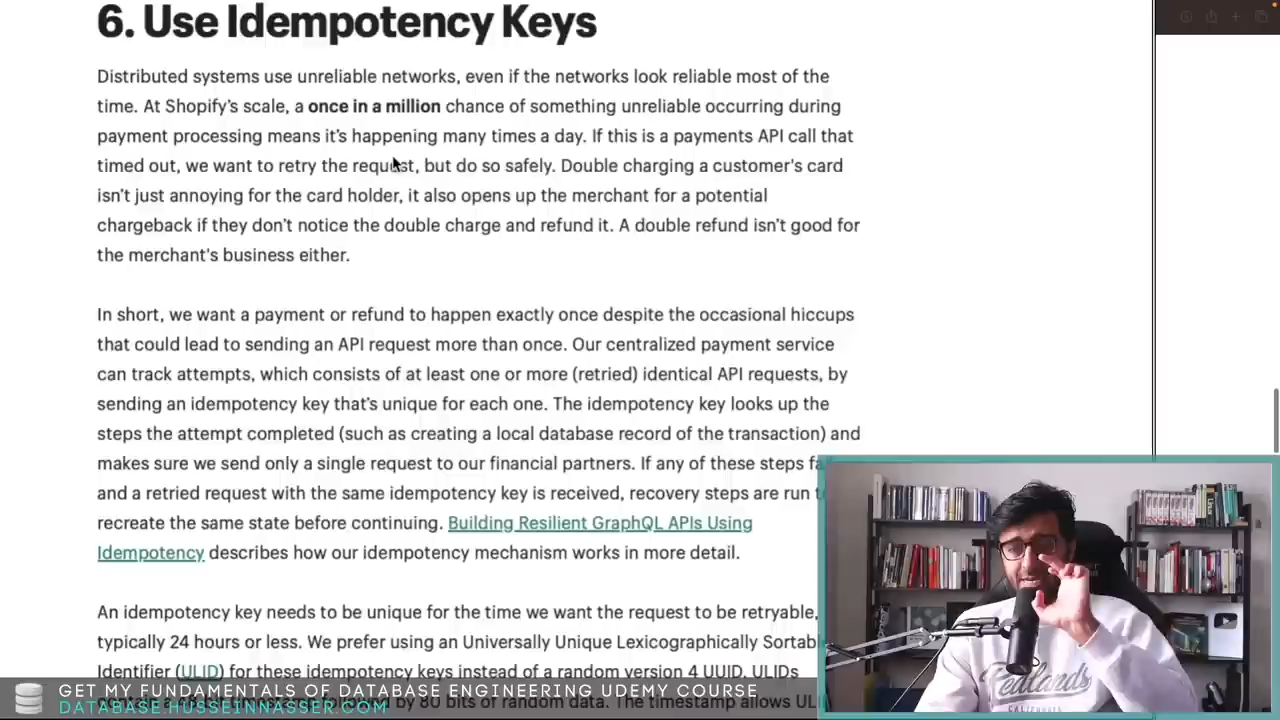 6. Use Idempotency Keys
Distributed systems use unreliable networks, even if the networks look reliable most of the
time. At Shopify's scale, a once in a million chance of something unreliable occurring during
payment processing means it's happening many times a day. If this is a payments API call that
timed out, we want to retry the request, but do so safely. Double charging a customer's card
isn't just annoying for the card holder, it also opens up the merchant for a potential
chargeback if they don't notice the double charge and refund it. A double refund isn't good for
the merchant's business either.
In short, we want a payment or refund to happen exactly once despite the occasional hiccups
that could lead to sending an API request more than once. Our centralized payment service
can track attempts, which consists of at least one or more (retried) identical API requests, by
sending an idempotency key that's unique for each one. The idempotency key looks up the
steps the attempt completed (such as creating a local database record of the transaction) and
makes sure we send only a single request to our financial partners. If any of these steps
and a retried request with the same idempotency key is received, recovery steps are run
recreate the same state before continuing. Building Resilient GraphQL APIs Using
Idempotency describes how our idempotency mechanism works in more detail.
An idempotency key needs to be unique for the time we want the request to be retryable,
typically 24 hours or less. We prefer using an Universally Unique Lexicographically
Identifier (ULID) for these idempotency keys instead of a random version 4 UUID. ULIDs
by 80 bits of random data. The timestamp allows
GET MY FUNDAMENTALS OF DATABASE ENGINEERING UDEMY COURSE
DATABASE.HUSSEINNASSER.COM
Redlands